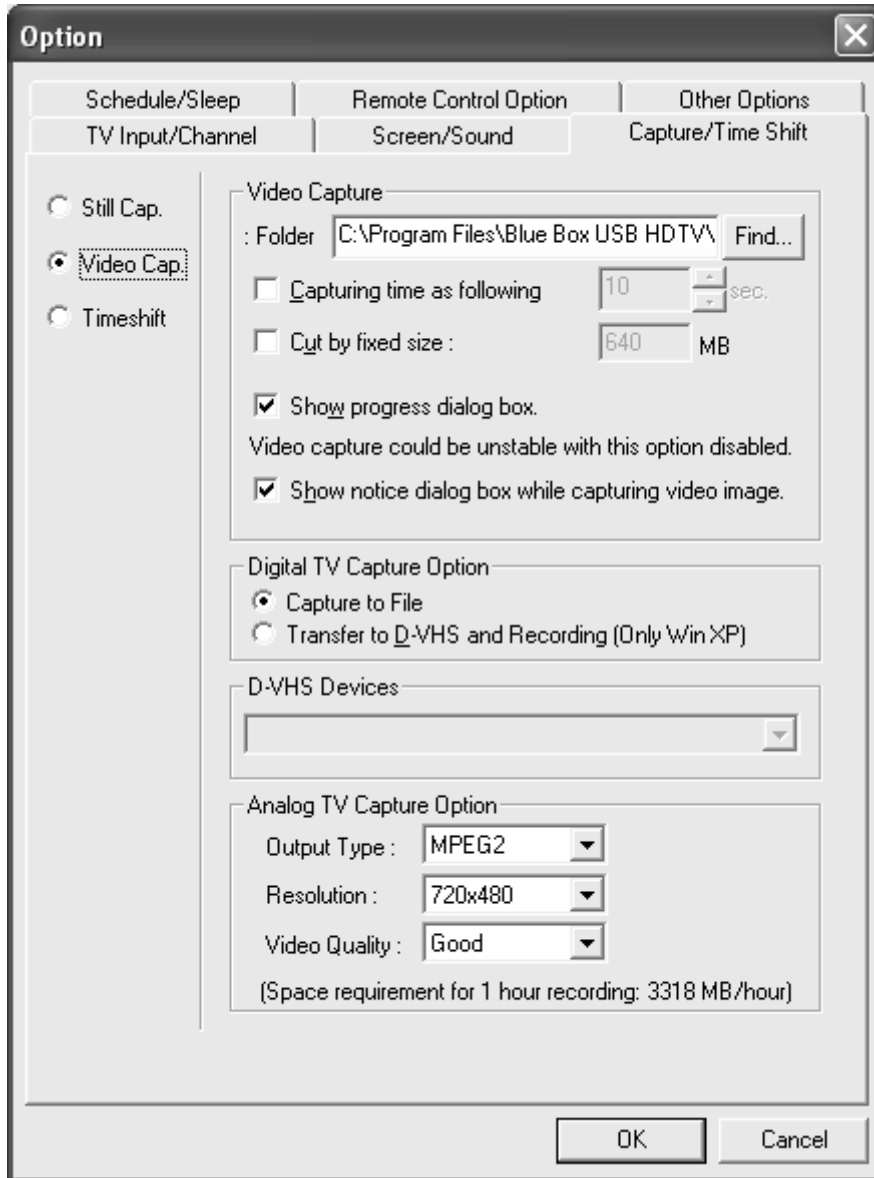 Option
Schedule/Sleep Remote Control Option Other Options
TV Input/Channel Screen/Sound Capture/Time Shift
Still Cap.
Video Cap.
Timeshift
Video Capture
: Folder C:\Program Files\Blue Box USB HDTV\ Find...
Capturing time as following 10 sec.
Cut by fixed size : 640 MB
Show progress dialog box.
Video capture could be unstable with this option disabled.
Show notice dialog box while capturing video image.
Digital TV Capture Option
Capture to File
Transfer to D-VHS and Recording (Only Win XP)
D-VHS Devices
Analog TV Capture Option
Output Type : MPEG2
Resolution : 720x480
Video Quality : Good
(Space requirement for 1 hour recording: 3318 MB/hour)
OK Cancel